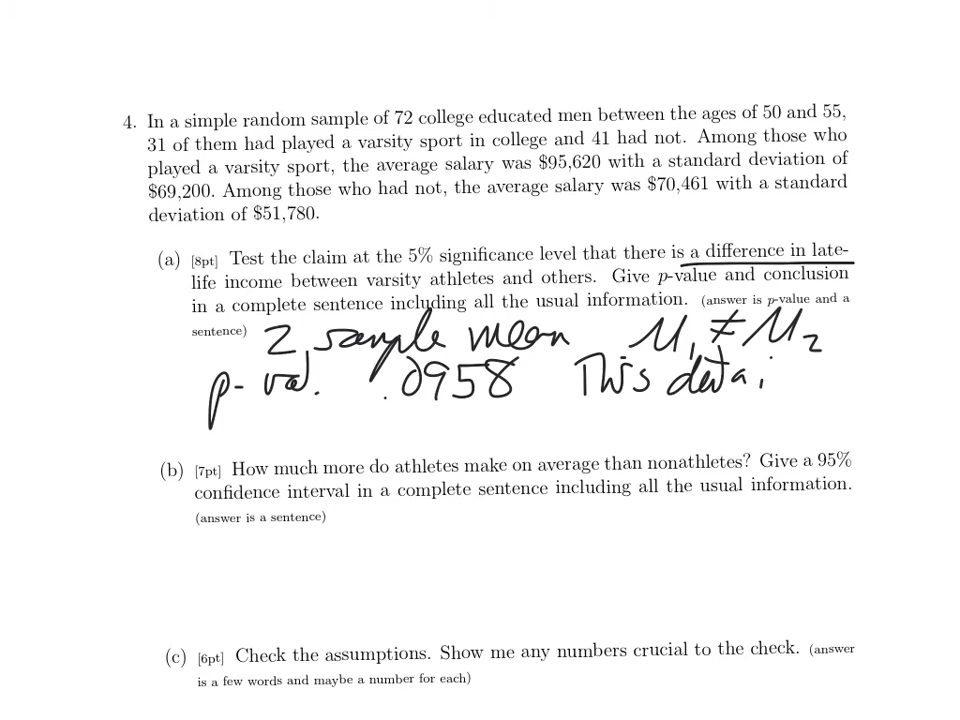 4. In a simple random sample of 72 college educated men between the ages of 50 and 55,
31 of them had played a varsity sport in college and 41 had not. Among those who
played a varsity sport, the average salary was $95,620 with a standard deviation of
$69,200. Among those who had not, the average salary was $70,461 with a standard
deviation of $51,780.
(a) [8pt] Test the claim at the 5% significance level that there is a difference in late-
life income between varsity athletes and others. Give p-value and conclusion
in a complete sentence including all the usual information. (answer is p-value and a
sentence)
2 sample mean M₁ ≠ M₂
p-val. .0958 This data
(b) [7pt] How much more do athletes make on average than nonathletes? Give a 95%
confidence interval in a complete sentence including all the usual information.
(answer is a sentence)
(c) [6pt] Check the assumptions. Show me any numbers crucial to the check. (answer
is a few words and maybe a number for each)